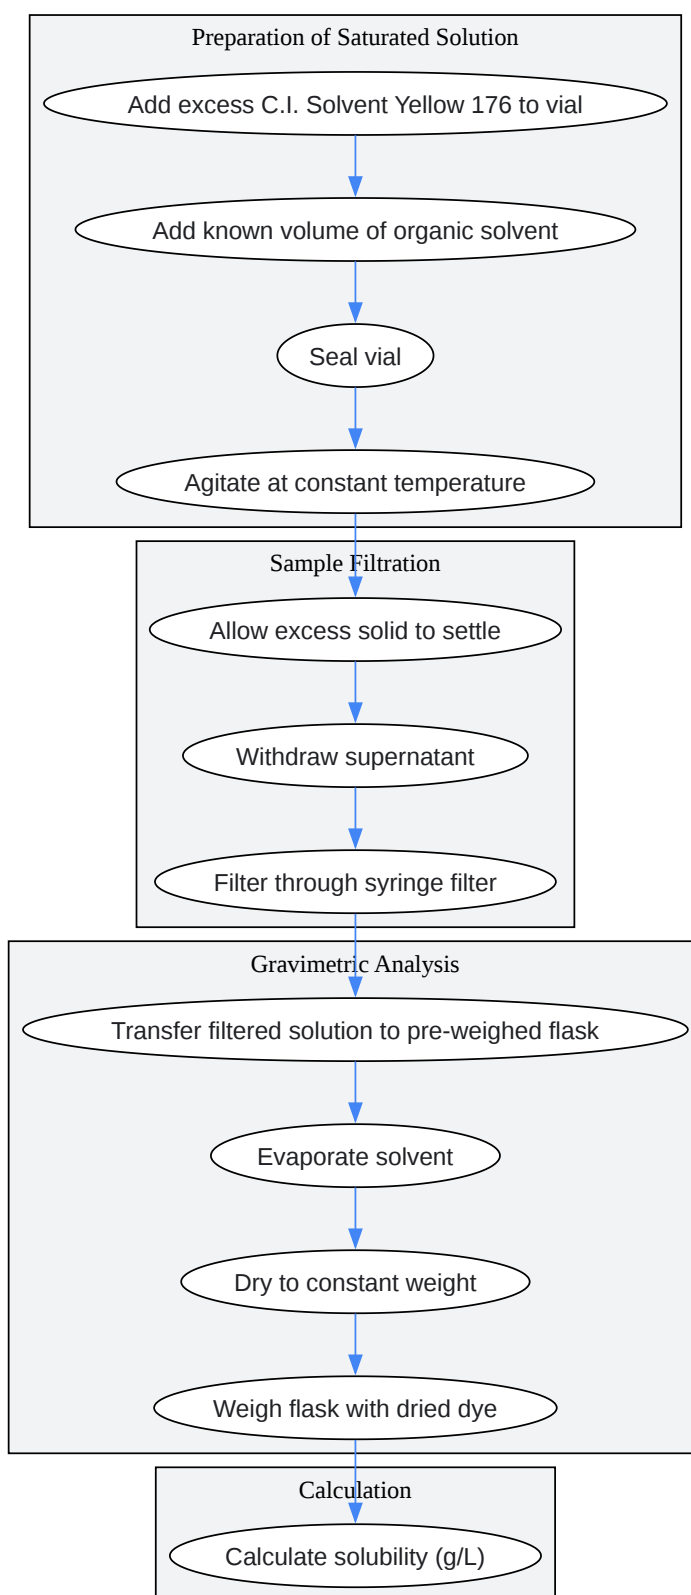 Preparation of Saturated Solution
Add excess C.I. Solvent Yellow 176 to vial
Add known volume of organic solvent
Seal vial
Agitate at constant temperature
Sample Filtration
Allow excess solid to settle
Withdraw supernatant
Filter through syringe filter
Gravimetric Analysis
Transfer filtered solution to pre-weighed flask
Evaporate solvent
Dry to constant weight
Weigh flask with dried dye
Calculation
Calculate solubility (g/L)